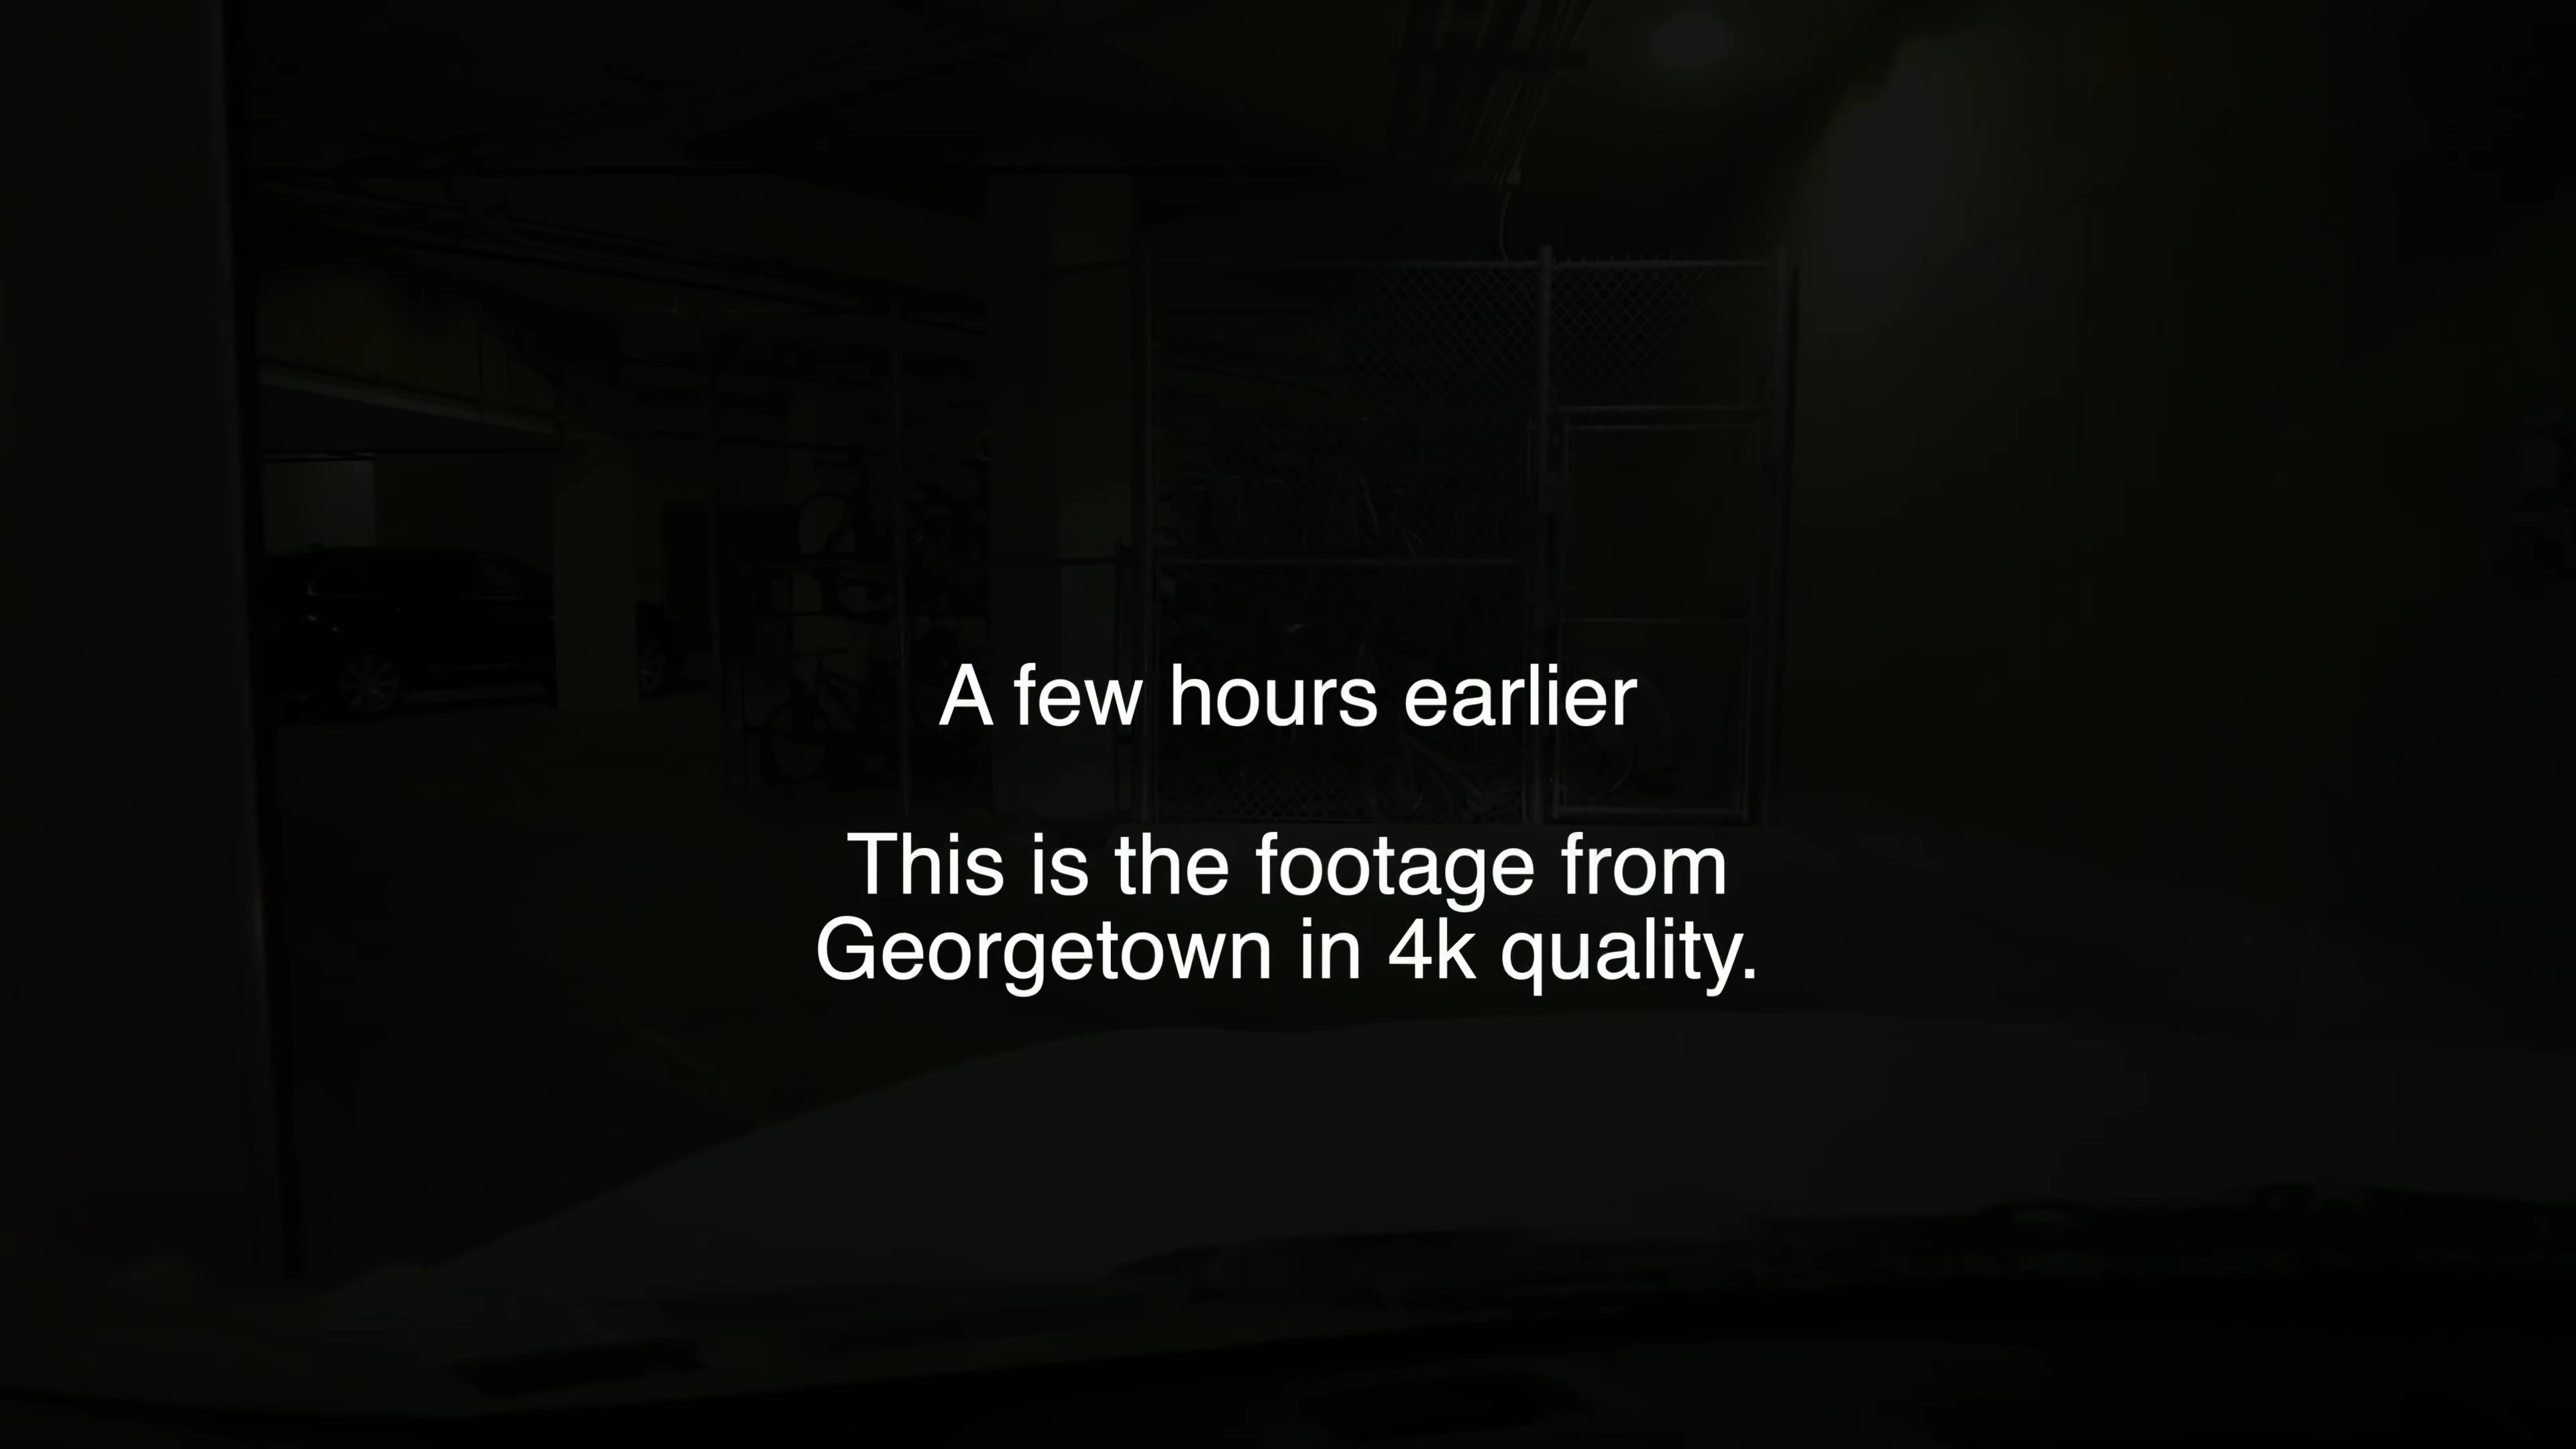 A few hours earlier
This is the footage from
Georgetown in 4k quality.